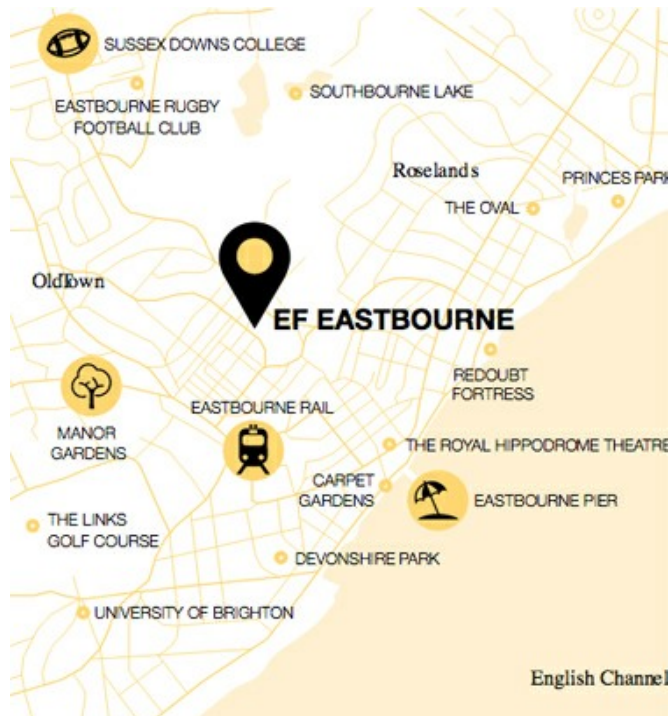 SUSSEX DOWNS COLLEGE
EASTBOURNE RUGBY
FOOTBALL CLUB
SOUTHBOURNE LAKE
Roselands
PRINCES PARK
THE OVAL
OldTown
EF EASTBOURNE
REDOUBT
FORTRESS
EASTBOURNE RAIL
MANOR
GARDENS
THE ROYAL HIPPODROME THEATRE
CARPET
GARDENS
EASTBOURNE PIER
THE LINKS
GOLF COURSE
DEVONSHIRE PARK
UNIVERSITY OF BRIGHTON
English Channel